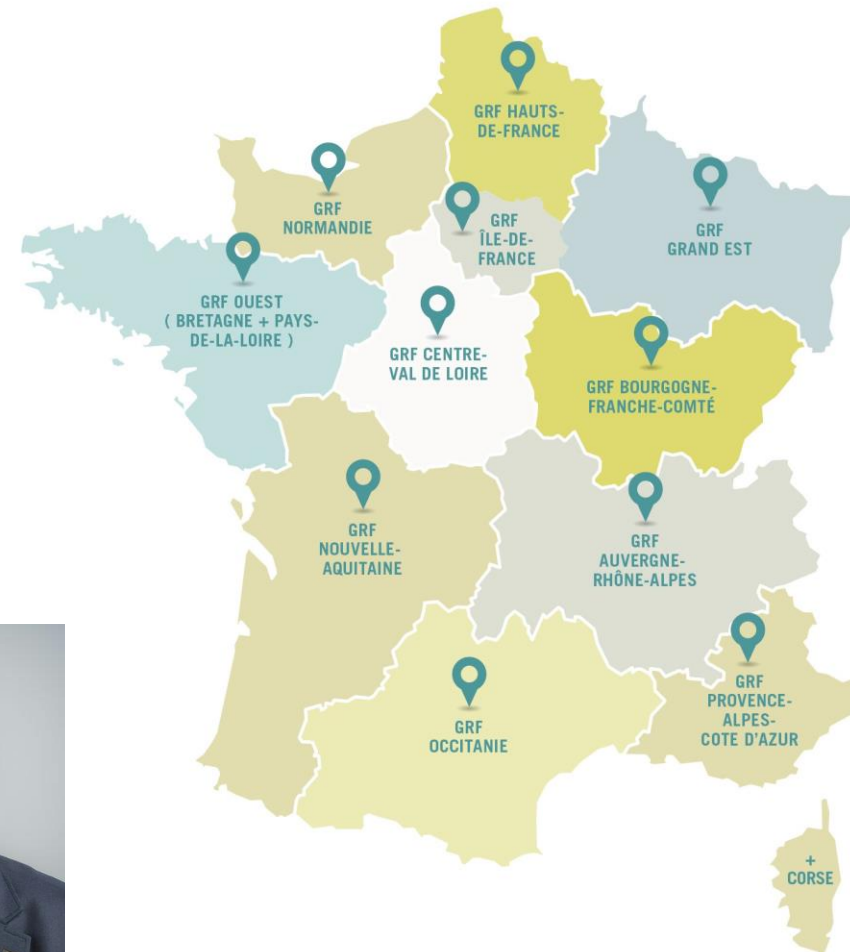 GRF HAUTS-
DE-FRANCE
GRF
NORMANDIE
GRF
ÎLE-DE-
FRANCE
GRF
GRAND EST
GRF OUEST
( BRETAGNE + PAYS-
DE-LA-LOIRE )
GRF CENTRE-
VAL DE LOIRE
GRF BOURGOGNE-
FRANCHE-COMTÉ
GRF
NOUVELLE-
AQUITAINE
GRF
AUVERGNE-
RHÔNE-ALPES
GRF
OCCITANIE
GRF
PROVENCE-
ALPES-
COTE D'AZUR
+
CORSE